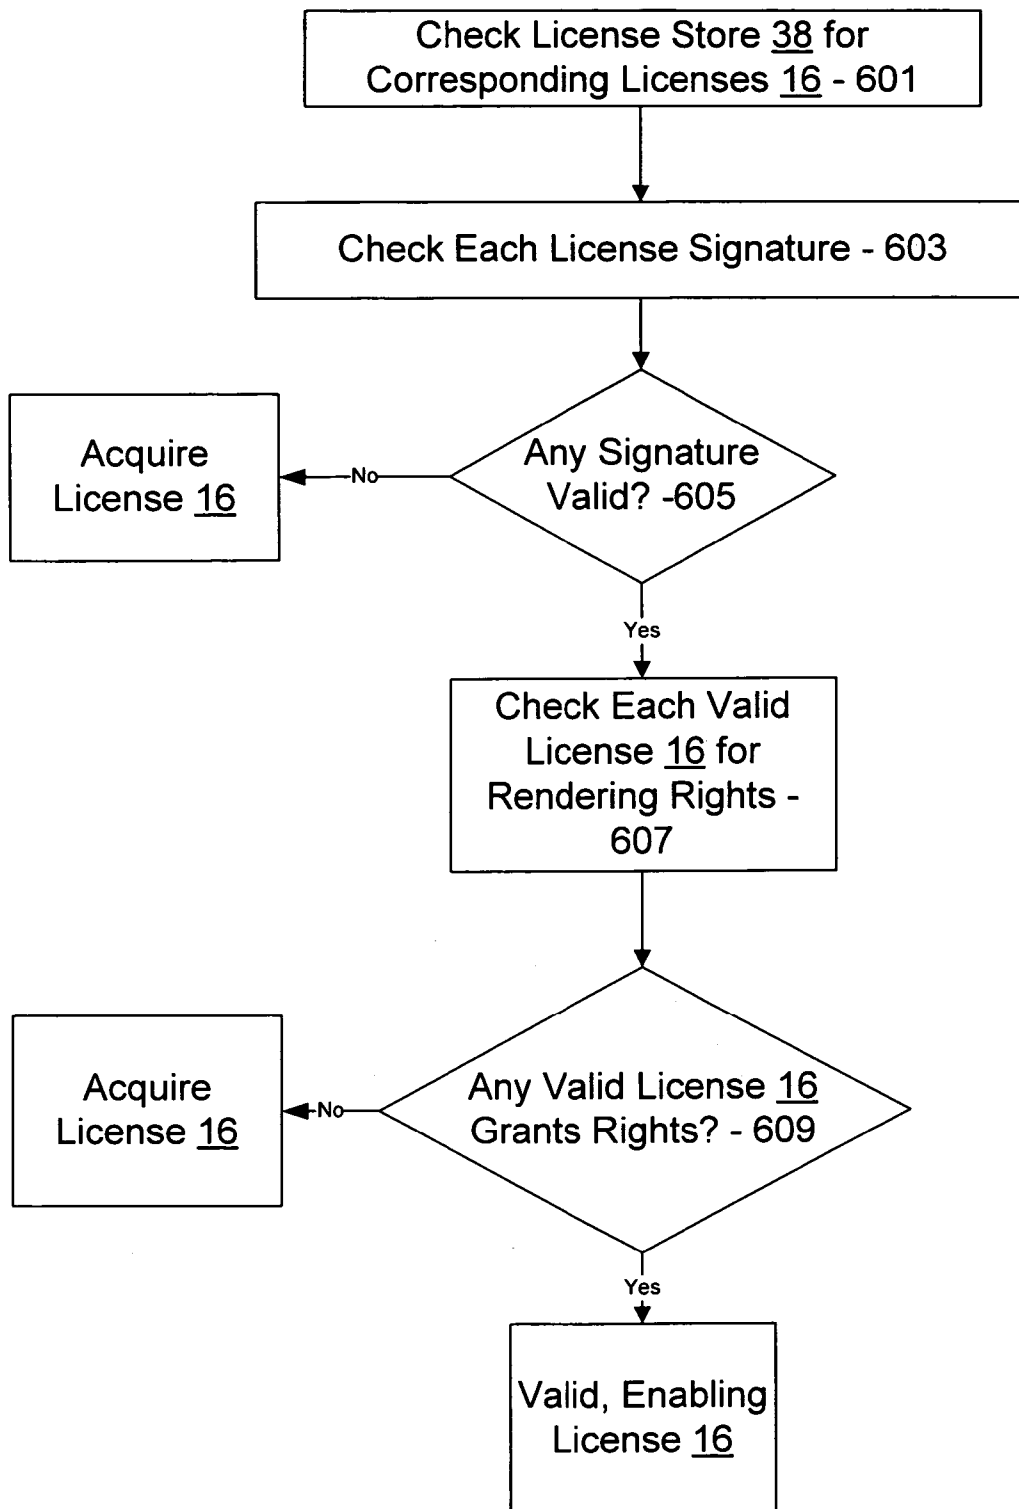 Check License Store 38 for
Corresponding Licenses 16 - 601
Check Each License Signature - 603
Any Signature
Valid? -605
No
Acquire
License 16
Yes
Check Each Valid
License 16 for
Rendering Rights -
607
Any Valid License 16
Grants Rights? - 609
No
Acquire
License 16
Yes
Valid, Enabling
License 16